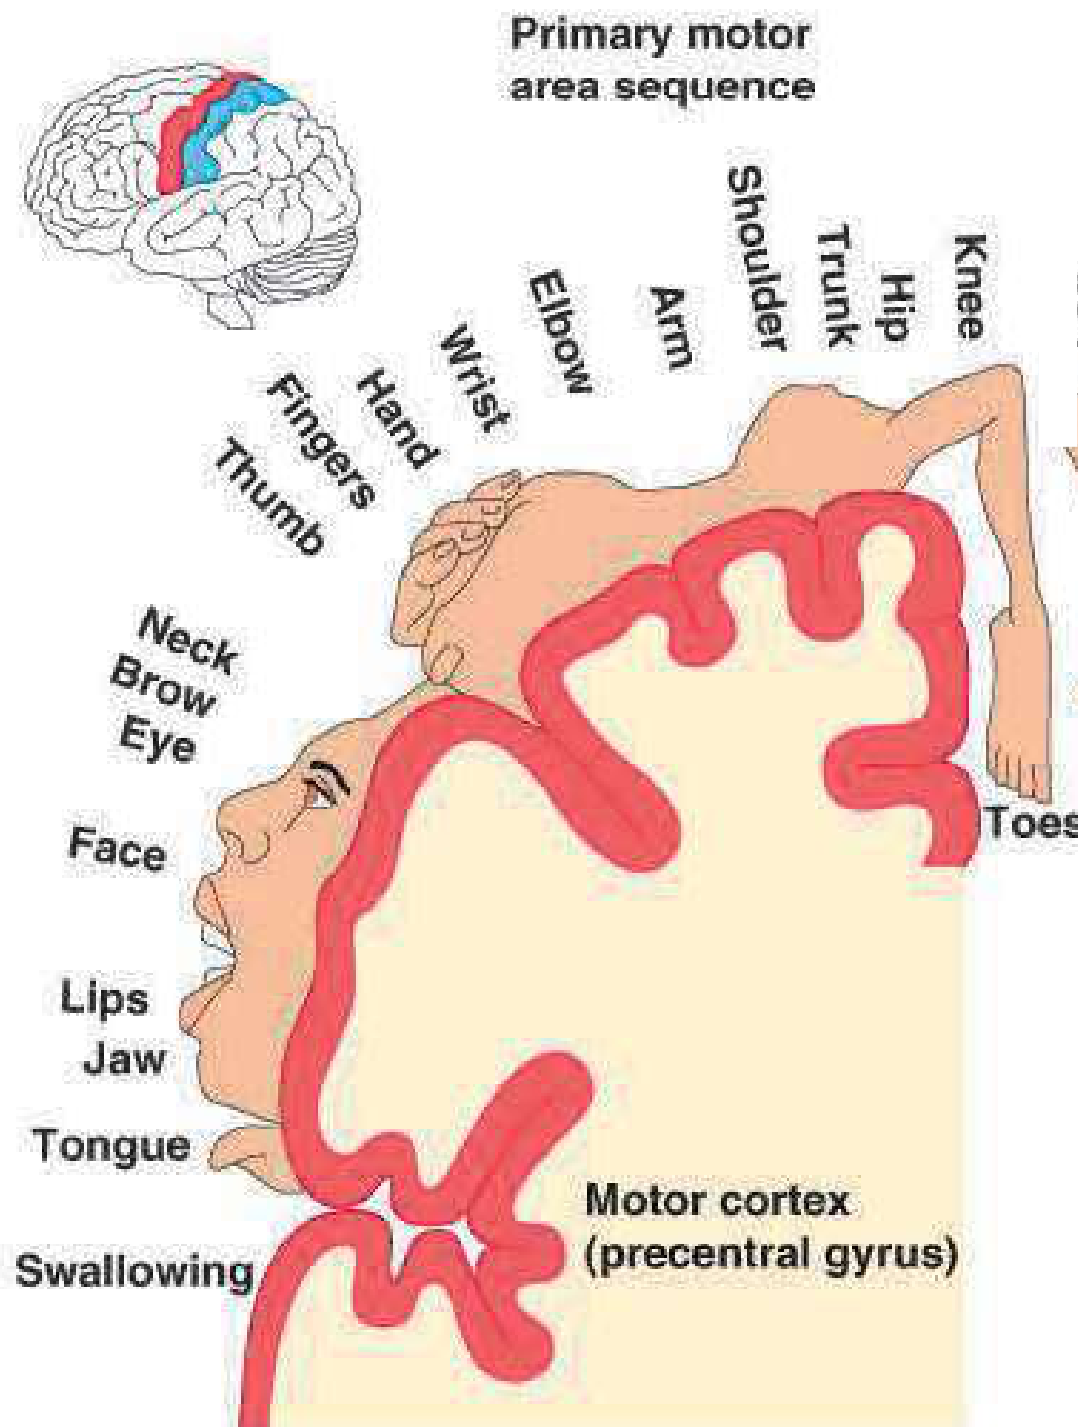 Primary motor
area sequence
Shoulder
Trunk
Hip
Knee
Elbow
Arm
Wrist
Hand
Fingers
Thumb
Neck
Brow
Eye
Face
Toes
Lips
Jaw
Tongue
Motor cortex
(precentral gyrus)
Swallowing